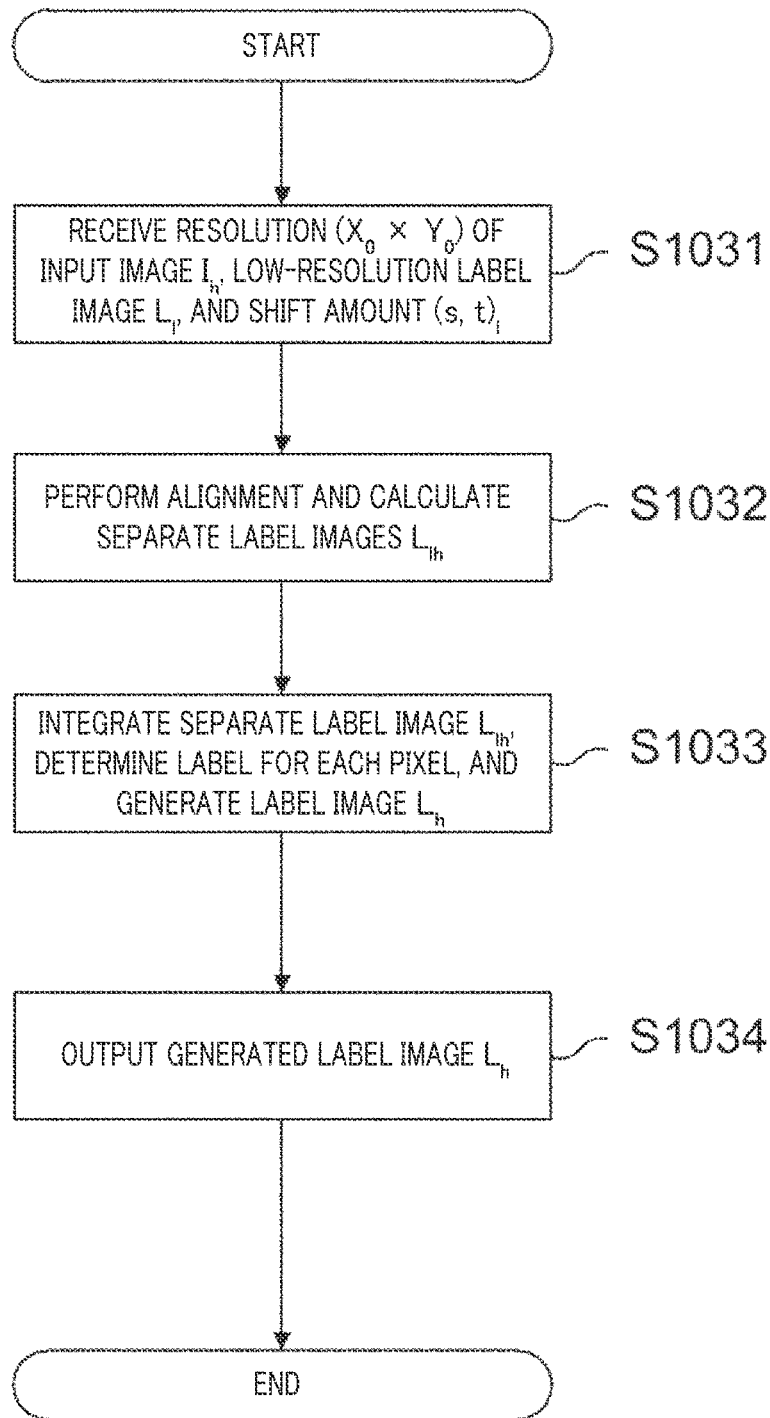 START
RECEIVE RESOLUTION (X₀ × Y₀) OF
INPUT IMAGE Iₕ, LOW-RESOLUTION LABEL
IMAGE Lₗ, AND SHIFT AMOUNT (s, t)ₗ
S1031
PERFORM ALIGNMENT AND CALCULATE
SEPARATE LABEL IMAGES Lₗₕ
S1032
INTEGRATE SEPARATE LABEL IMAGE Lₗₕ,
DETERMINE LABEL FOR EACH PIXEL, AND
GENERATE LABEL IMAGE Lₕ
S1033
OUTPUT GENERATED LABEL IMAGE Lₕ
S1034
END